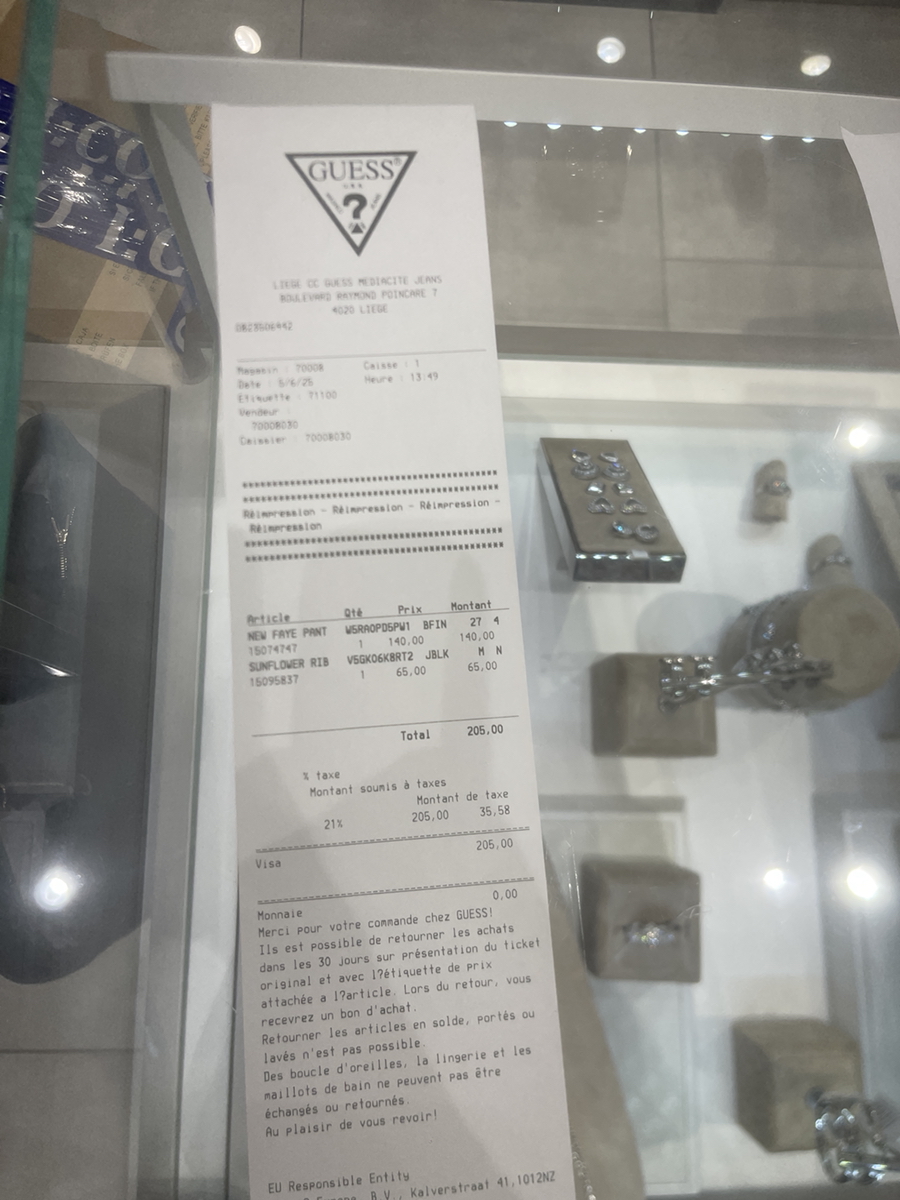 GUESS®
U.S.A.
?
LIEGE CC GUESS MEDIACITE JEANS
BOULEVARD RAYMOND POINCARE 7
4020 LIEGE
Magasin : 70008 Caisse : 1
Date : 5/6/25 Heure : 13:49
Etiquette : 71100
Vendeur :
70008030
Caissier : 70008030
Réimpression - Réimpression - Réimpression -
Réimpression
Article Qté Prix Montant
NEW FAYE PANT W5RA0PD5PW1 BFIN 27 4
15074747 1 140,00 140,00
SUNFLOWER RIB V5GK06K8RT2 JBLK M N
15095837 1 65,00 65,00
Total 205,00
% taxe
Montant soumis à taxes
Montant de taxe
21% 205,00 35,58
Visa 205,00
Monnaie 0,00
Merci pour votre commande chez GUESS!
Ils est possible de retourner les achats
dans les 30 jours sur présentation du ticket
original et avec l?étiquette de prix
attachée a l?article. Lors du retour, vous
recevrez un bon d'achat.
Retourner les articles en solde, portés ou
lavés n'est pas possible.
Des boucle d'oreilles, la lingerie et les
maillots de bain ne peuvent pas être
échangés ou retournés.
Au plaisir de vous revoir!
EU Responsible Entity
Europe, B.V., Kalverstraat 41,1012NZ